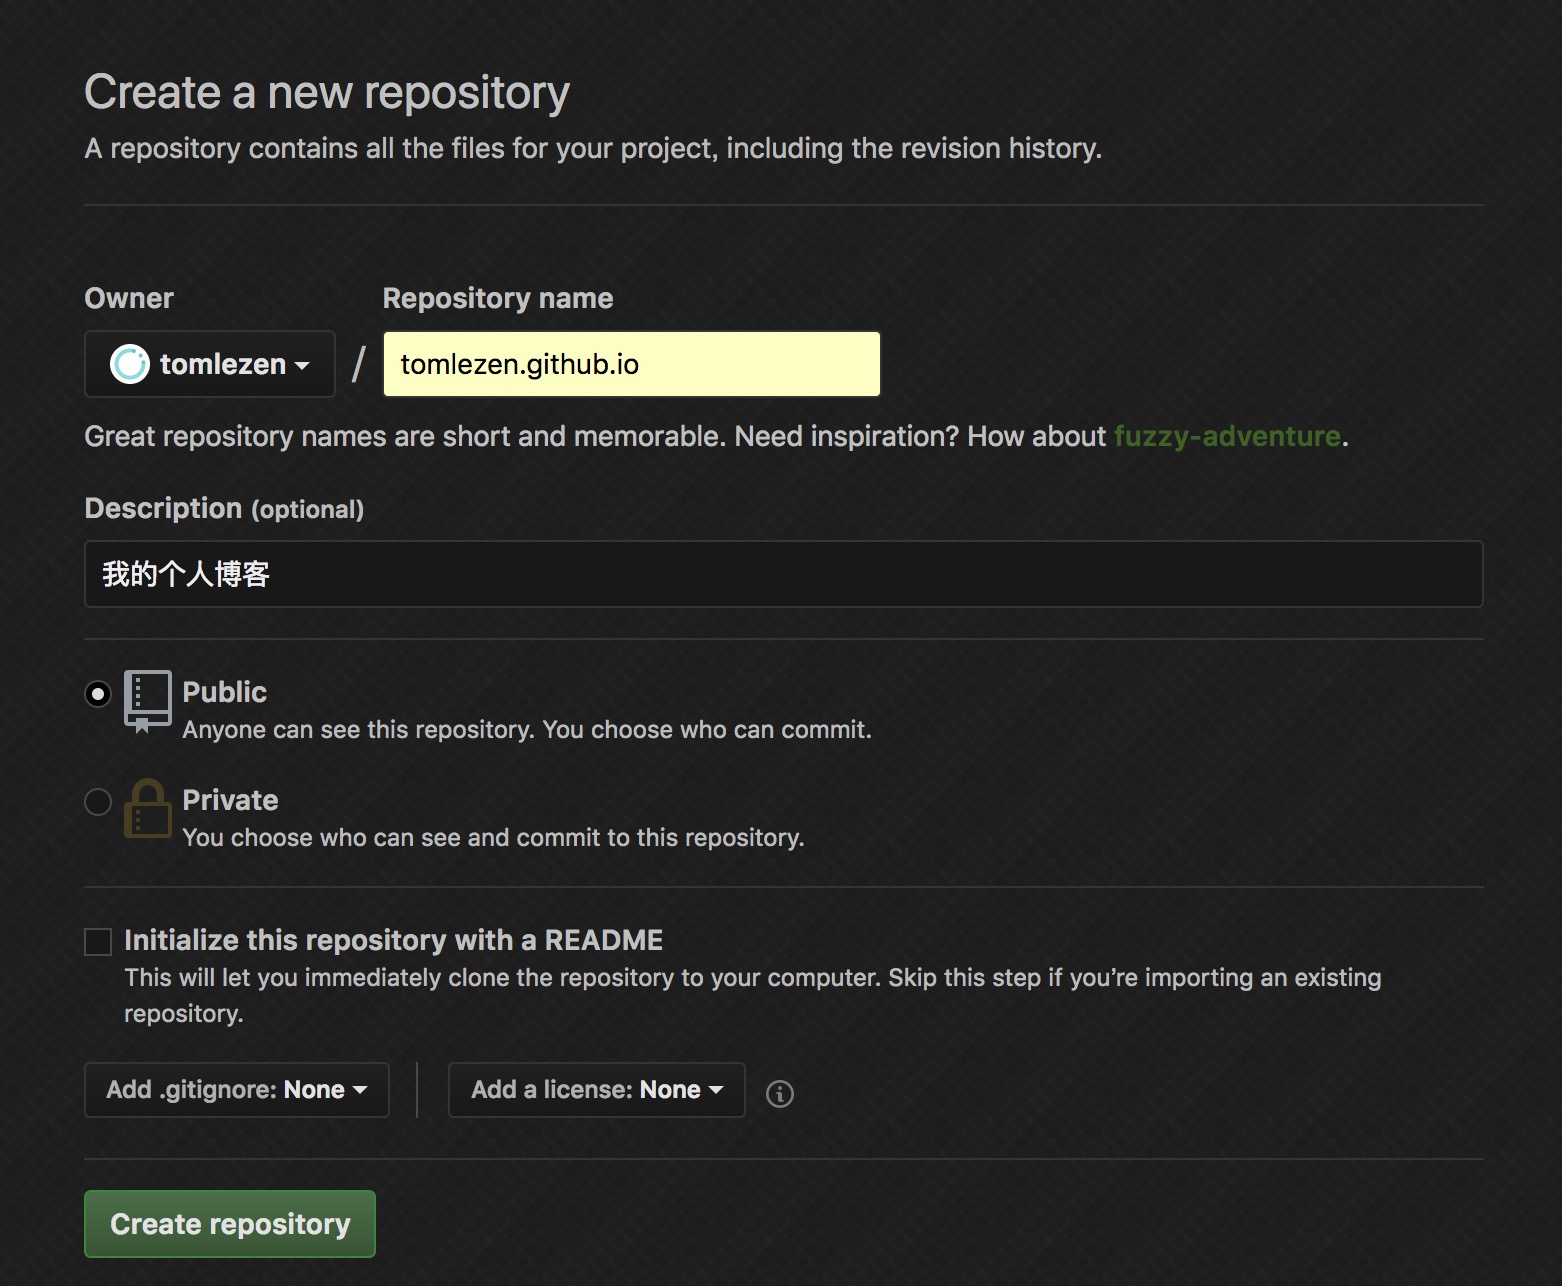 Create a new repository
A repository contains all the files for your project, including the revision history.
Owner
Repository name
tomlezen
/
tomlezen.github.io
Great repository names are short and memorable. Need inspiration? How about fuzzy-adventure.
Description (optional)
我的个人博客
Public
Anyone can see this repository. You choose who can commit.
Private
You choose who can see and commit to this repository.
Initialize this repository with a README
This will let you immediately clone the repository to your computer. Skip this step if you’re importing an existing
repository.
Add .gitignore: None
Add a license: None
Create repository